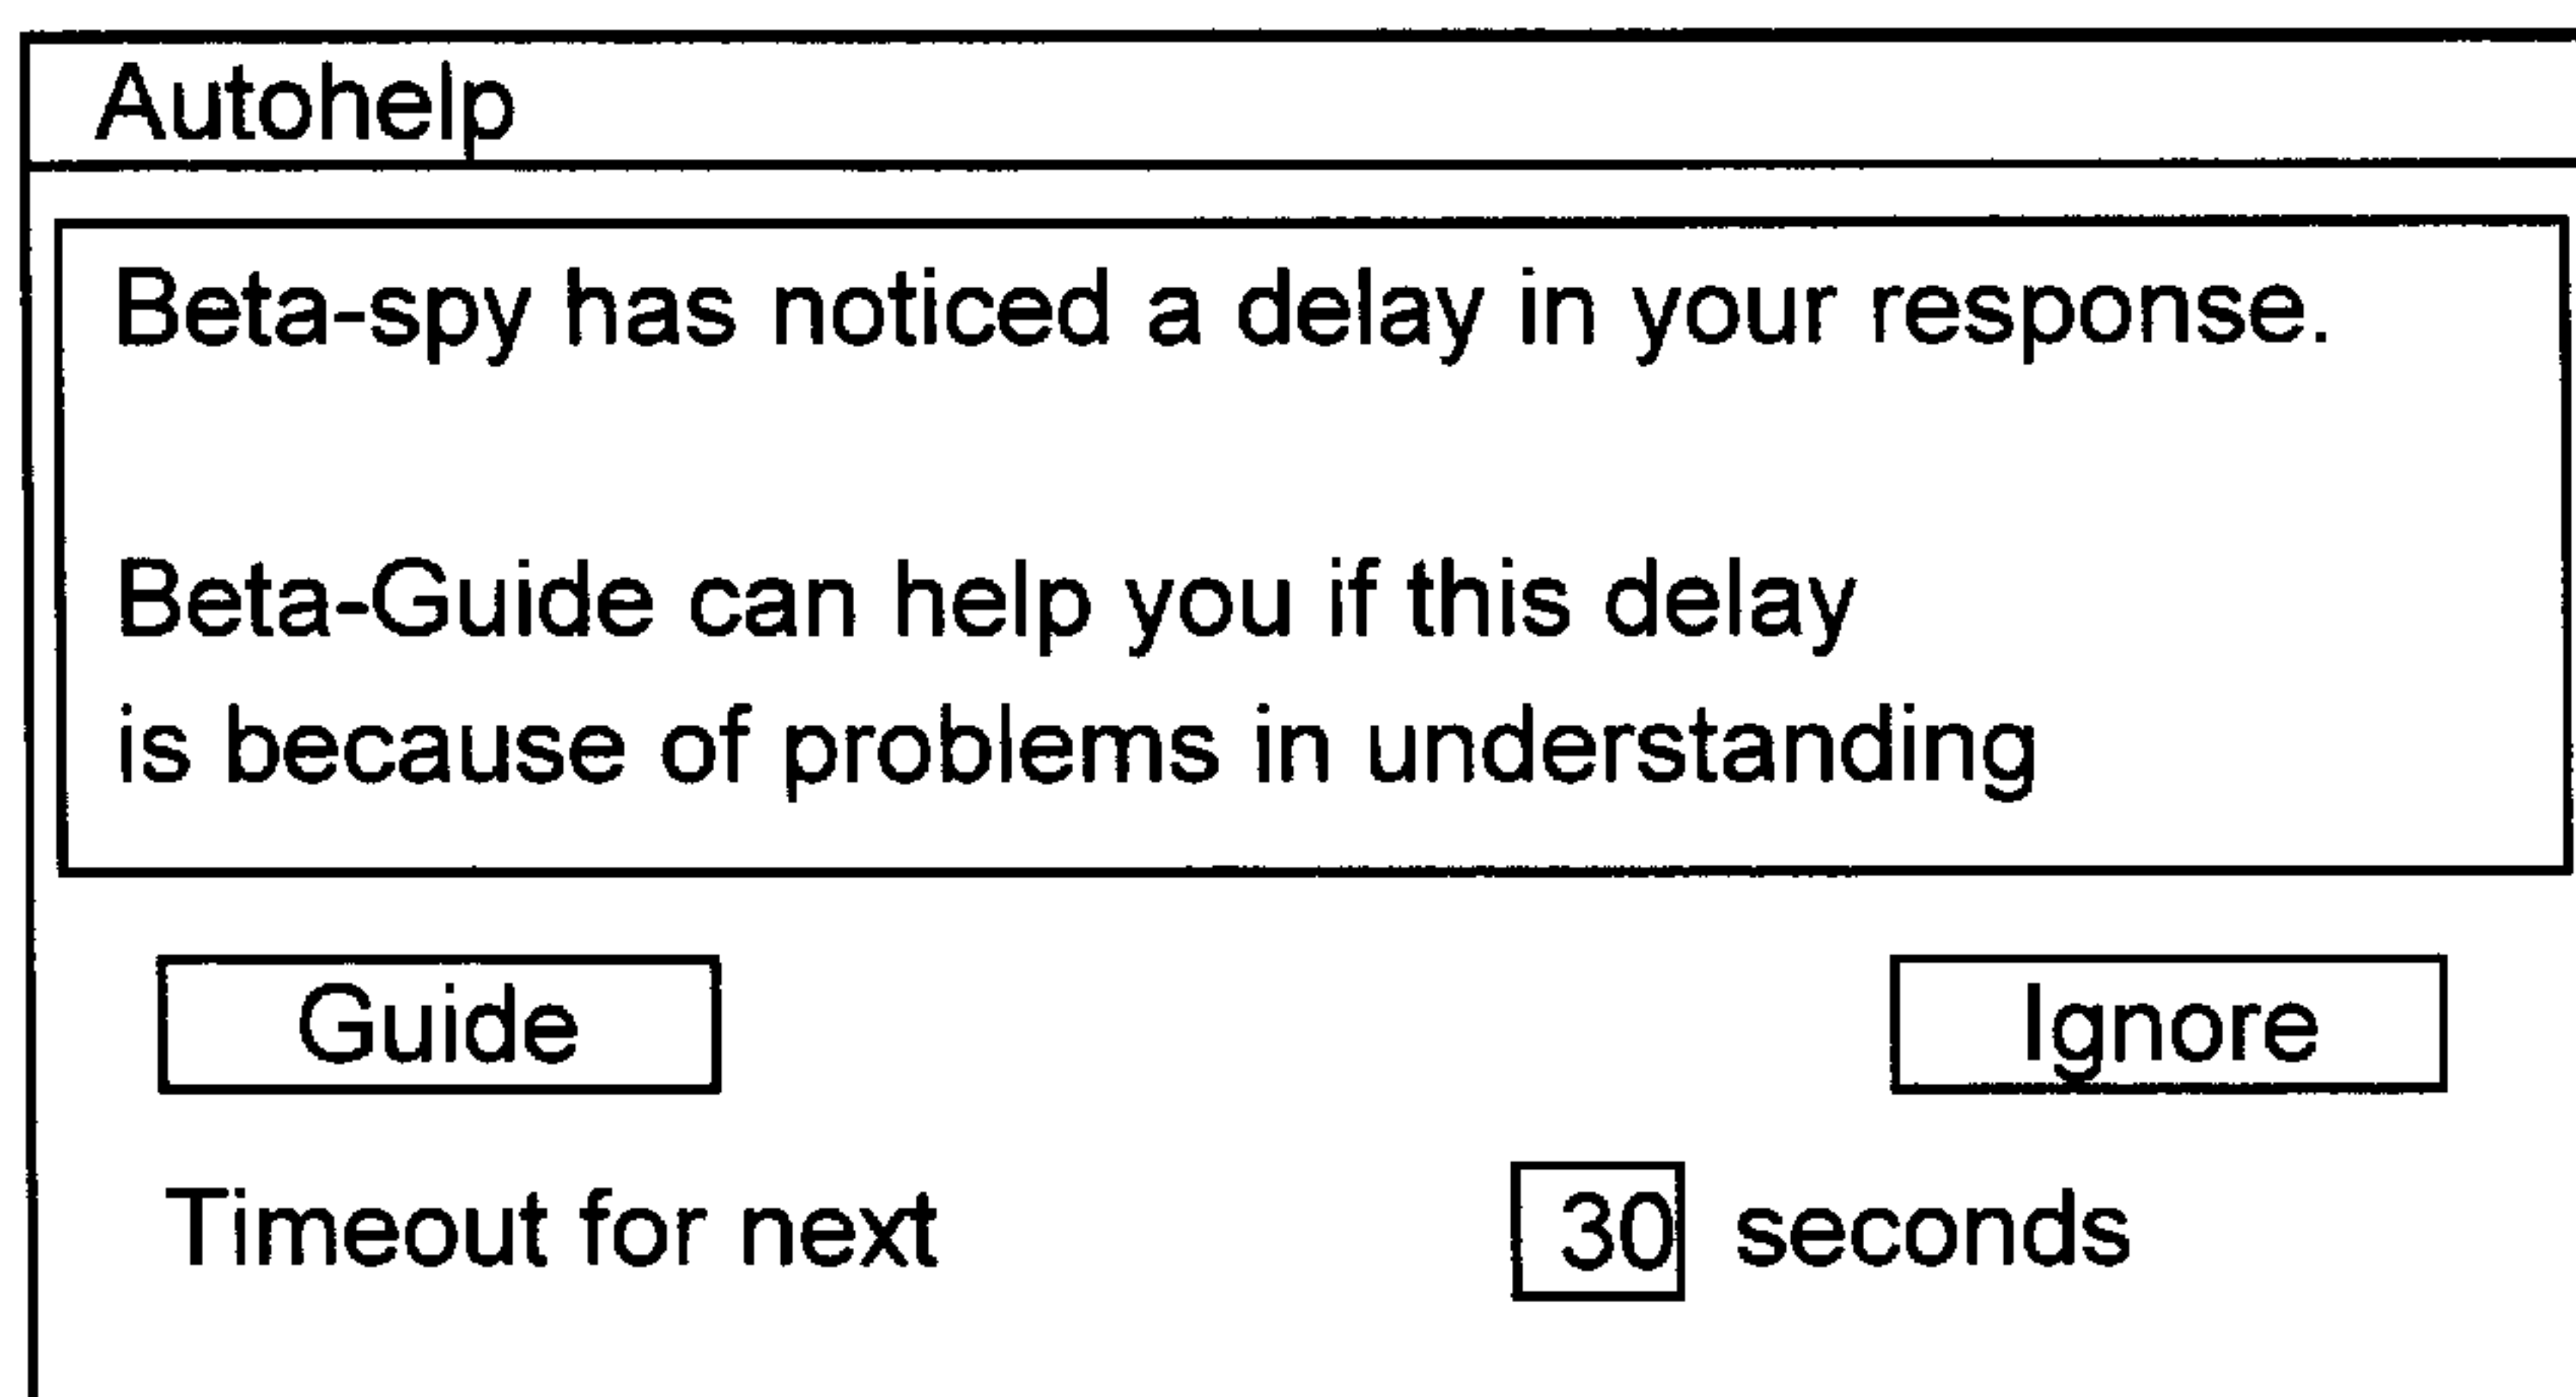 Autohelp
Beta-spy has noticed a delay in your response.
Beta-Guide can help you if this delay
is because of problems in understanding
Guide Ignore
Timeout for next 30 seconds